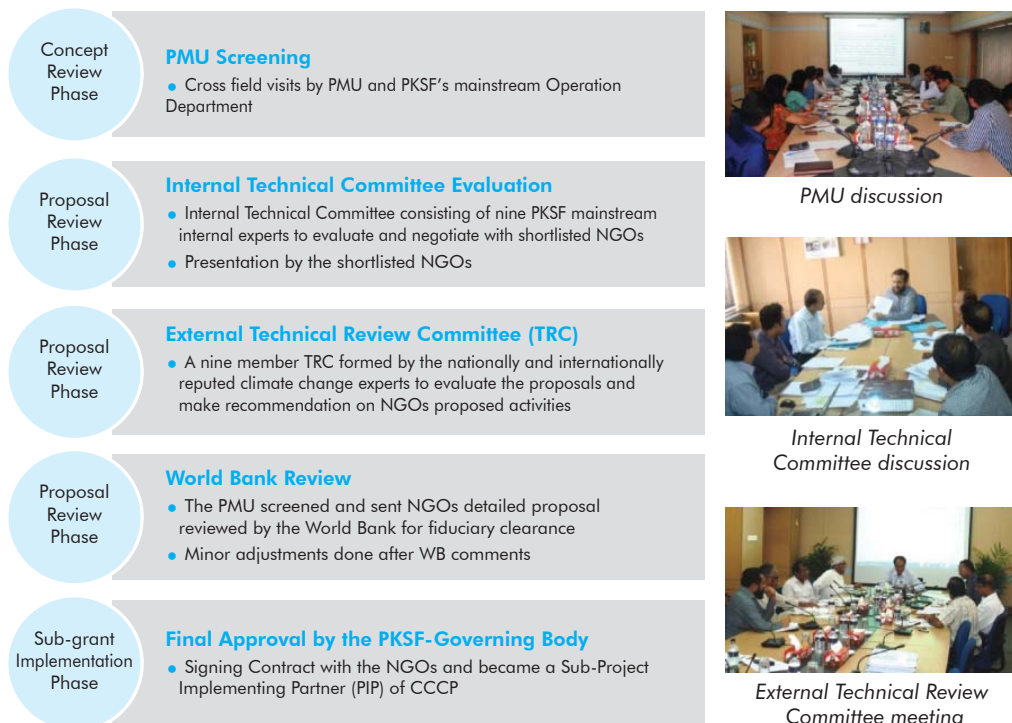 Concept
Review
Phase
PMU Screening
• Cross field visits by PMU and PKSF's mainstream Operation
Department
Proposal
Review
Phase
Internal Technical Committee Evaluation
• Internal Technical Committee consisting of nine PKSF mainstream
internal experts to evaluate and negotiate with shortlisted NGOs
• Presentation by the shortlisted NGOs
Proposal
Review
Phase
External Technical Review Committee (TRC)
• A nine member TRC formed by the nationally and internationally
reputed climate change experts to evaluate the proposals and
make recommendation on NGOs proposed activities
Proposal
Review
Phase
World Bank Review
• The PMU screened and sent NGOs detailed proposal
reviewed by the World Bank for fiduciary clearance
• Minor adjustments done after WB comments
Sub-grant
Implementation
Phase
Final Approval by the PKSF-Governing Body
• Signing Contract with the NGOs and became a Sub-Project
Implementing Partner (PIP) of CCCP
PMU discussion
Internal Technical
Committee discussion
External Technical Review
Committee meeting